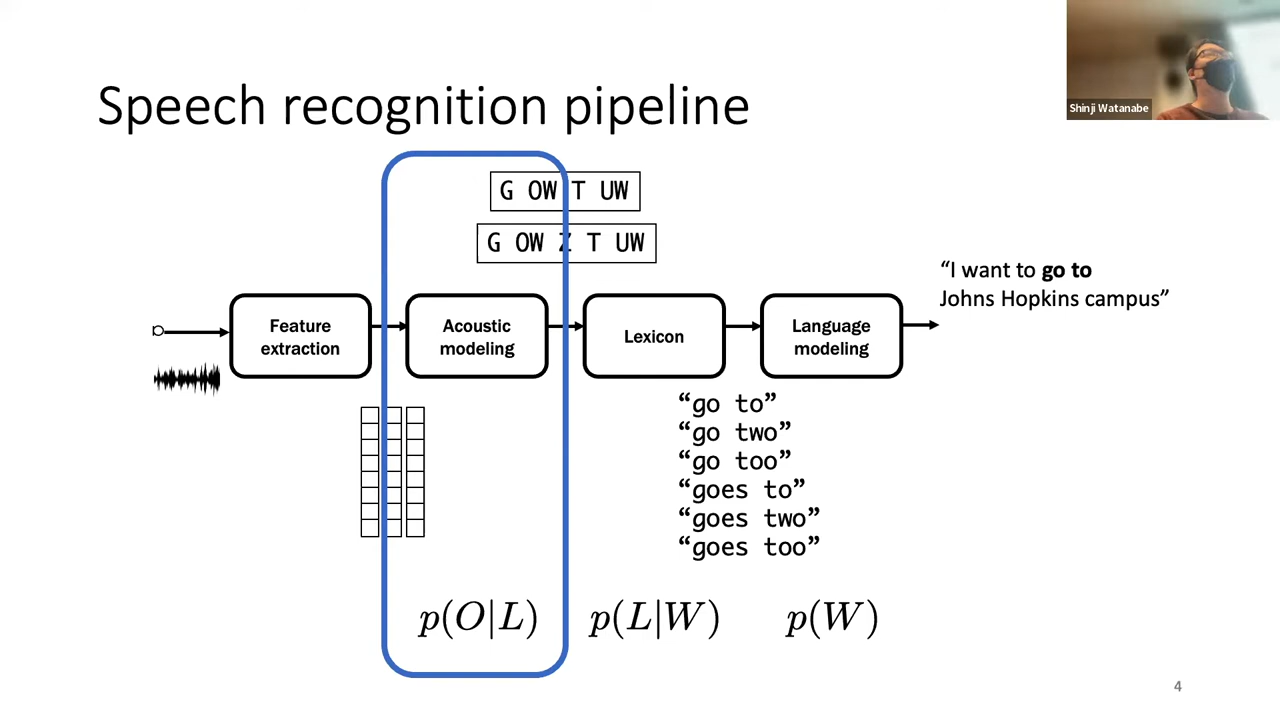 Shinji Watanabe
Speech recognition pipeline
G OW T UW
G OW Z T UW
Feature
extraction
Acoustic
modeling
Lexicon
Language
modeling
“I want to go to
Johns Hopkins campus”
“go to”
“go two”
“go too”
“goes to”
“goes two”
“goes too”
p(O|L)
p(L|W)
p(W)
4